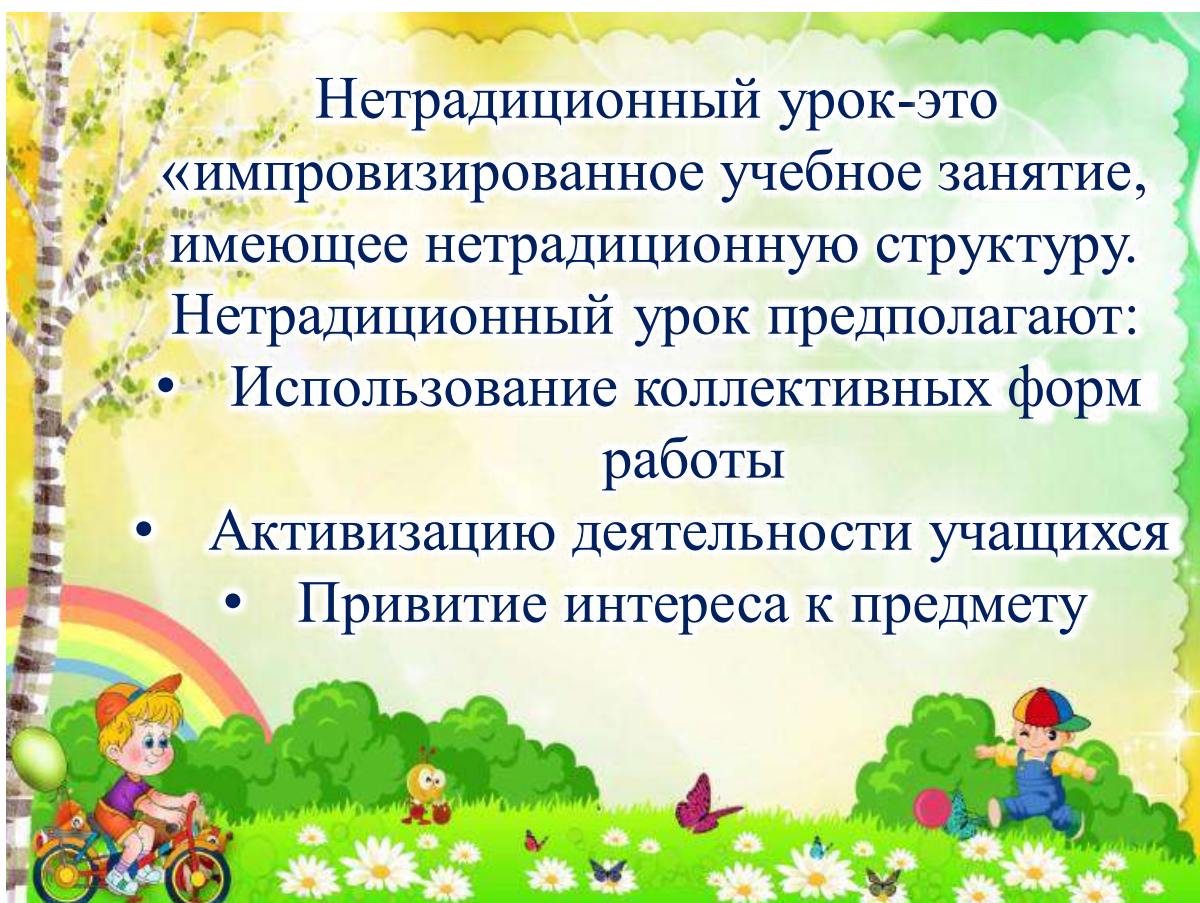 Нетрадиционный урок-это
«импровизированное учебное занятие,
имеющее нетрадиционную структуру.
Нетрадиционный урок предполагают:
• Использование коллективных форм
работы
• Активизацию деятельности учащихся
• Привитие интереса к предмету